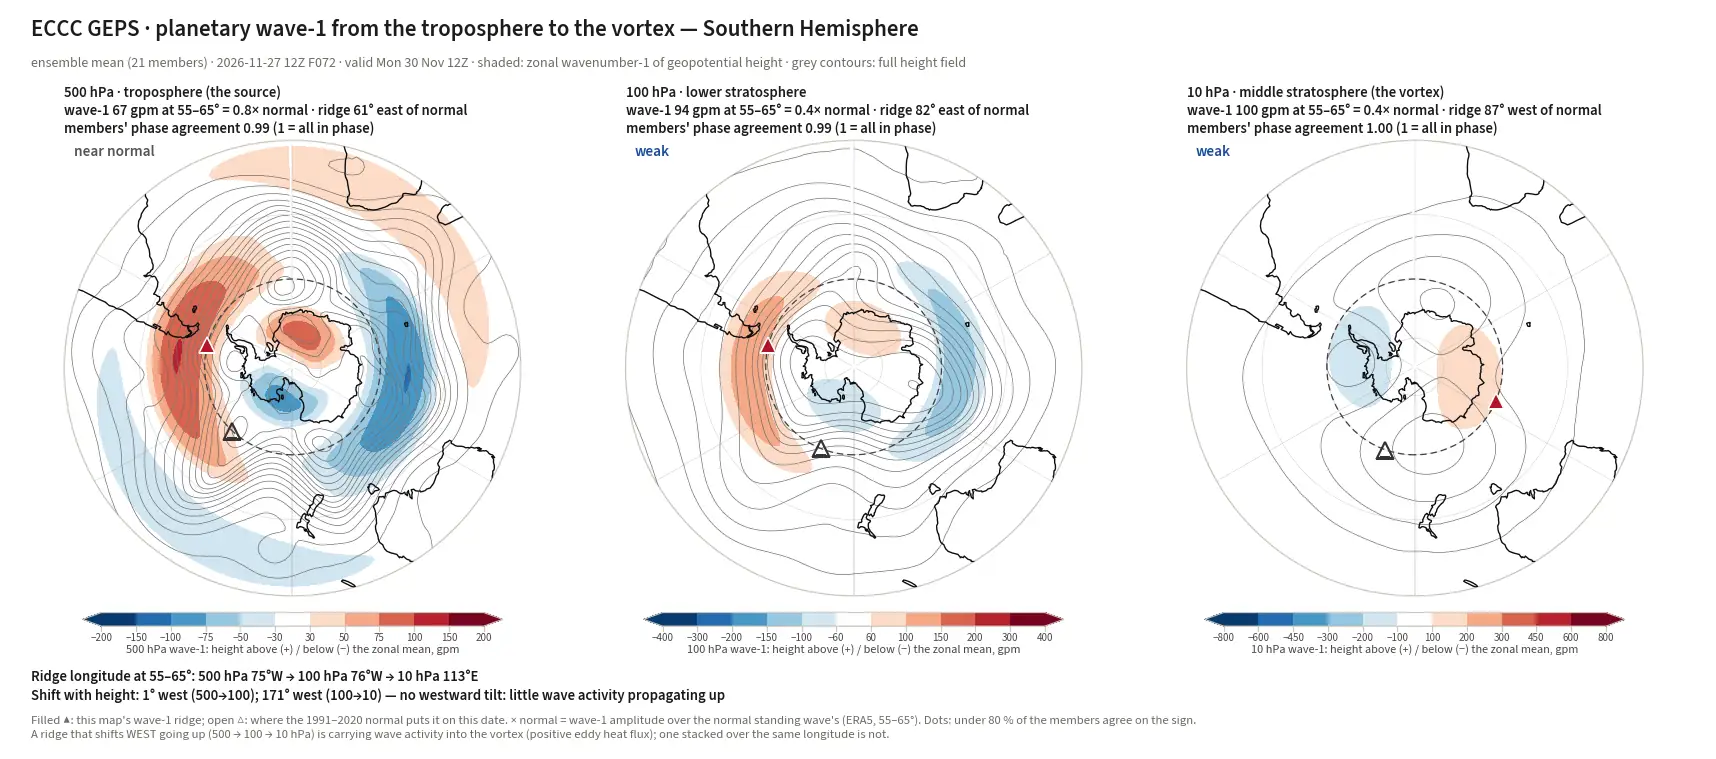 ECCC GEPS · planetary wave-1 from the troposphere to the vortex — Southern Hemisphere
ensemble mean (21 members) · 2026-11-27 12Z F072 · valid Mon 30 Nov 12Z · shaded: zonal wavenumber-1 of geopotential height · grey contours: full height field
500 hPa · troposphere (the source)
wave-1 67 gpm at 55–65° = 0.8× normal · ridge 61° east of normal
members' phase agreement 0.99 (1 = all in phase)
near normal
100 hPa · lower stratosphere
wave-1 94 gpm at 55–65° = 0.4× normal · ridge 82° east of normal
members' phase agreement 0.99 (1 = all in phase)
weak
10 hPa · middle stratosphere (the vortex)
wave-1 100 gpm at 55–65° = 0.4× normal · ridge 87° west of normal
members' phase agreement 1.00 (1 = all in phase)
weak
−200 −150 −100 −75 −50 −30 30 50 75 100 150 200
500 hPa wave-1: height above (+) / below (−) the zonal mean, gpm
−400 −300 −200 −150 −100 −60 60 100 150 200 300 400
100 hPa wave-1: height above (+) / below (−) the zonal mean, gpm
−800 −600 −450 −300 −200 −100 100 200 300 450 600 800
10 hPa wave-1: height above (+) / below (−) the zonal mean, gpm
Ridge longitude at 55–65°: 500 hPa 75°W → 100 hPa 76°W → 10 hPa 113°E
Shift with height: 1° west (500→100); 171° west (100→10) — no westward tilt: little wave activity propagating up
Filled ▲: this map's wave-1 ridge; open △: where the 1991–2020 normal puts it on this date. × normal = wave-1 amplitude over the normal standing wave's (ERA5, 55–65°). Dots: under 80 % of the members agree on the sign.
A ridge that shifts WEST going up (500 → 100 → 10 hPa) is carrying wave activity into the vortex (positive eddy heat flux); one stacked over the same longitude is not.